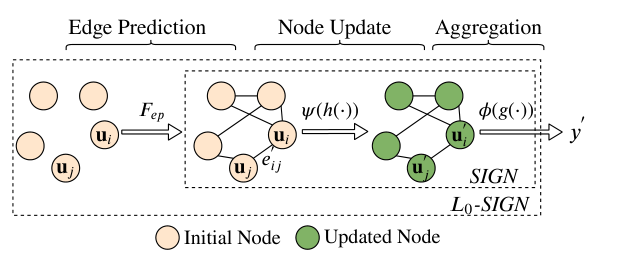 Edge Prediction Node Update Aggregation
F_ep ψ(h(·)) ϕ(g(·))
u_i u_i u'_i y'
u_j u_j e'_ij u'_j
SIGN
L_0-SIGN
Initial Node Updated Node